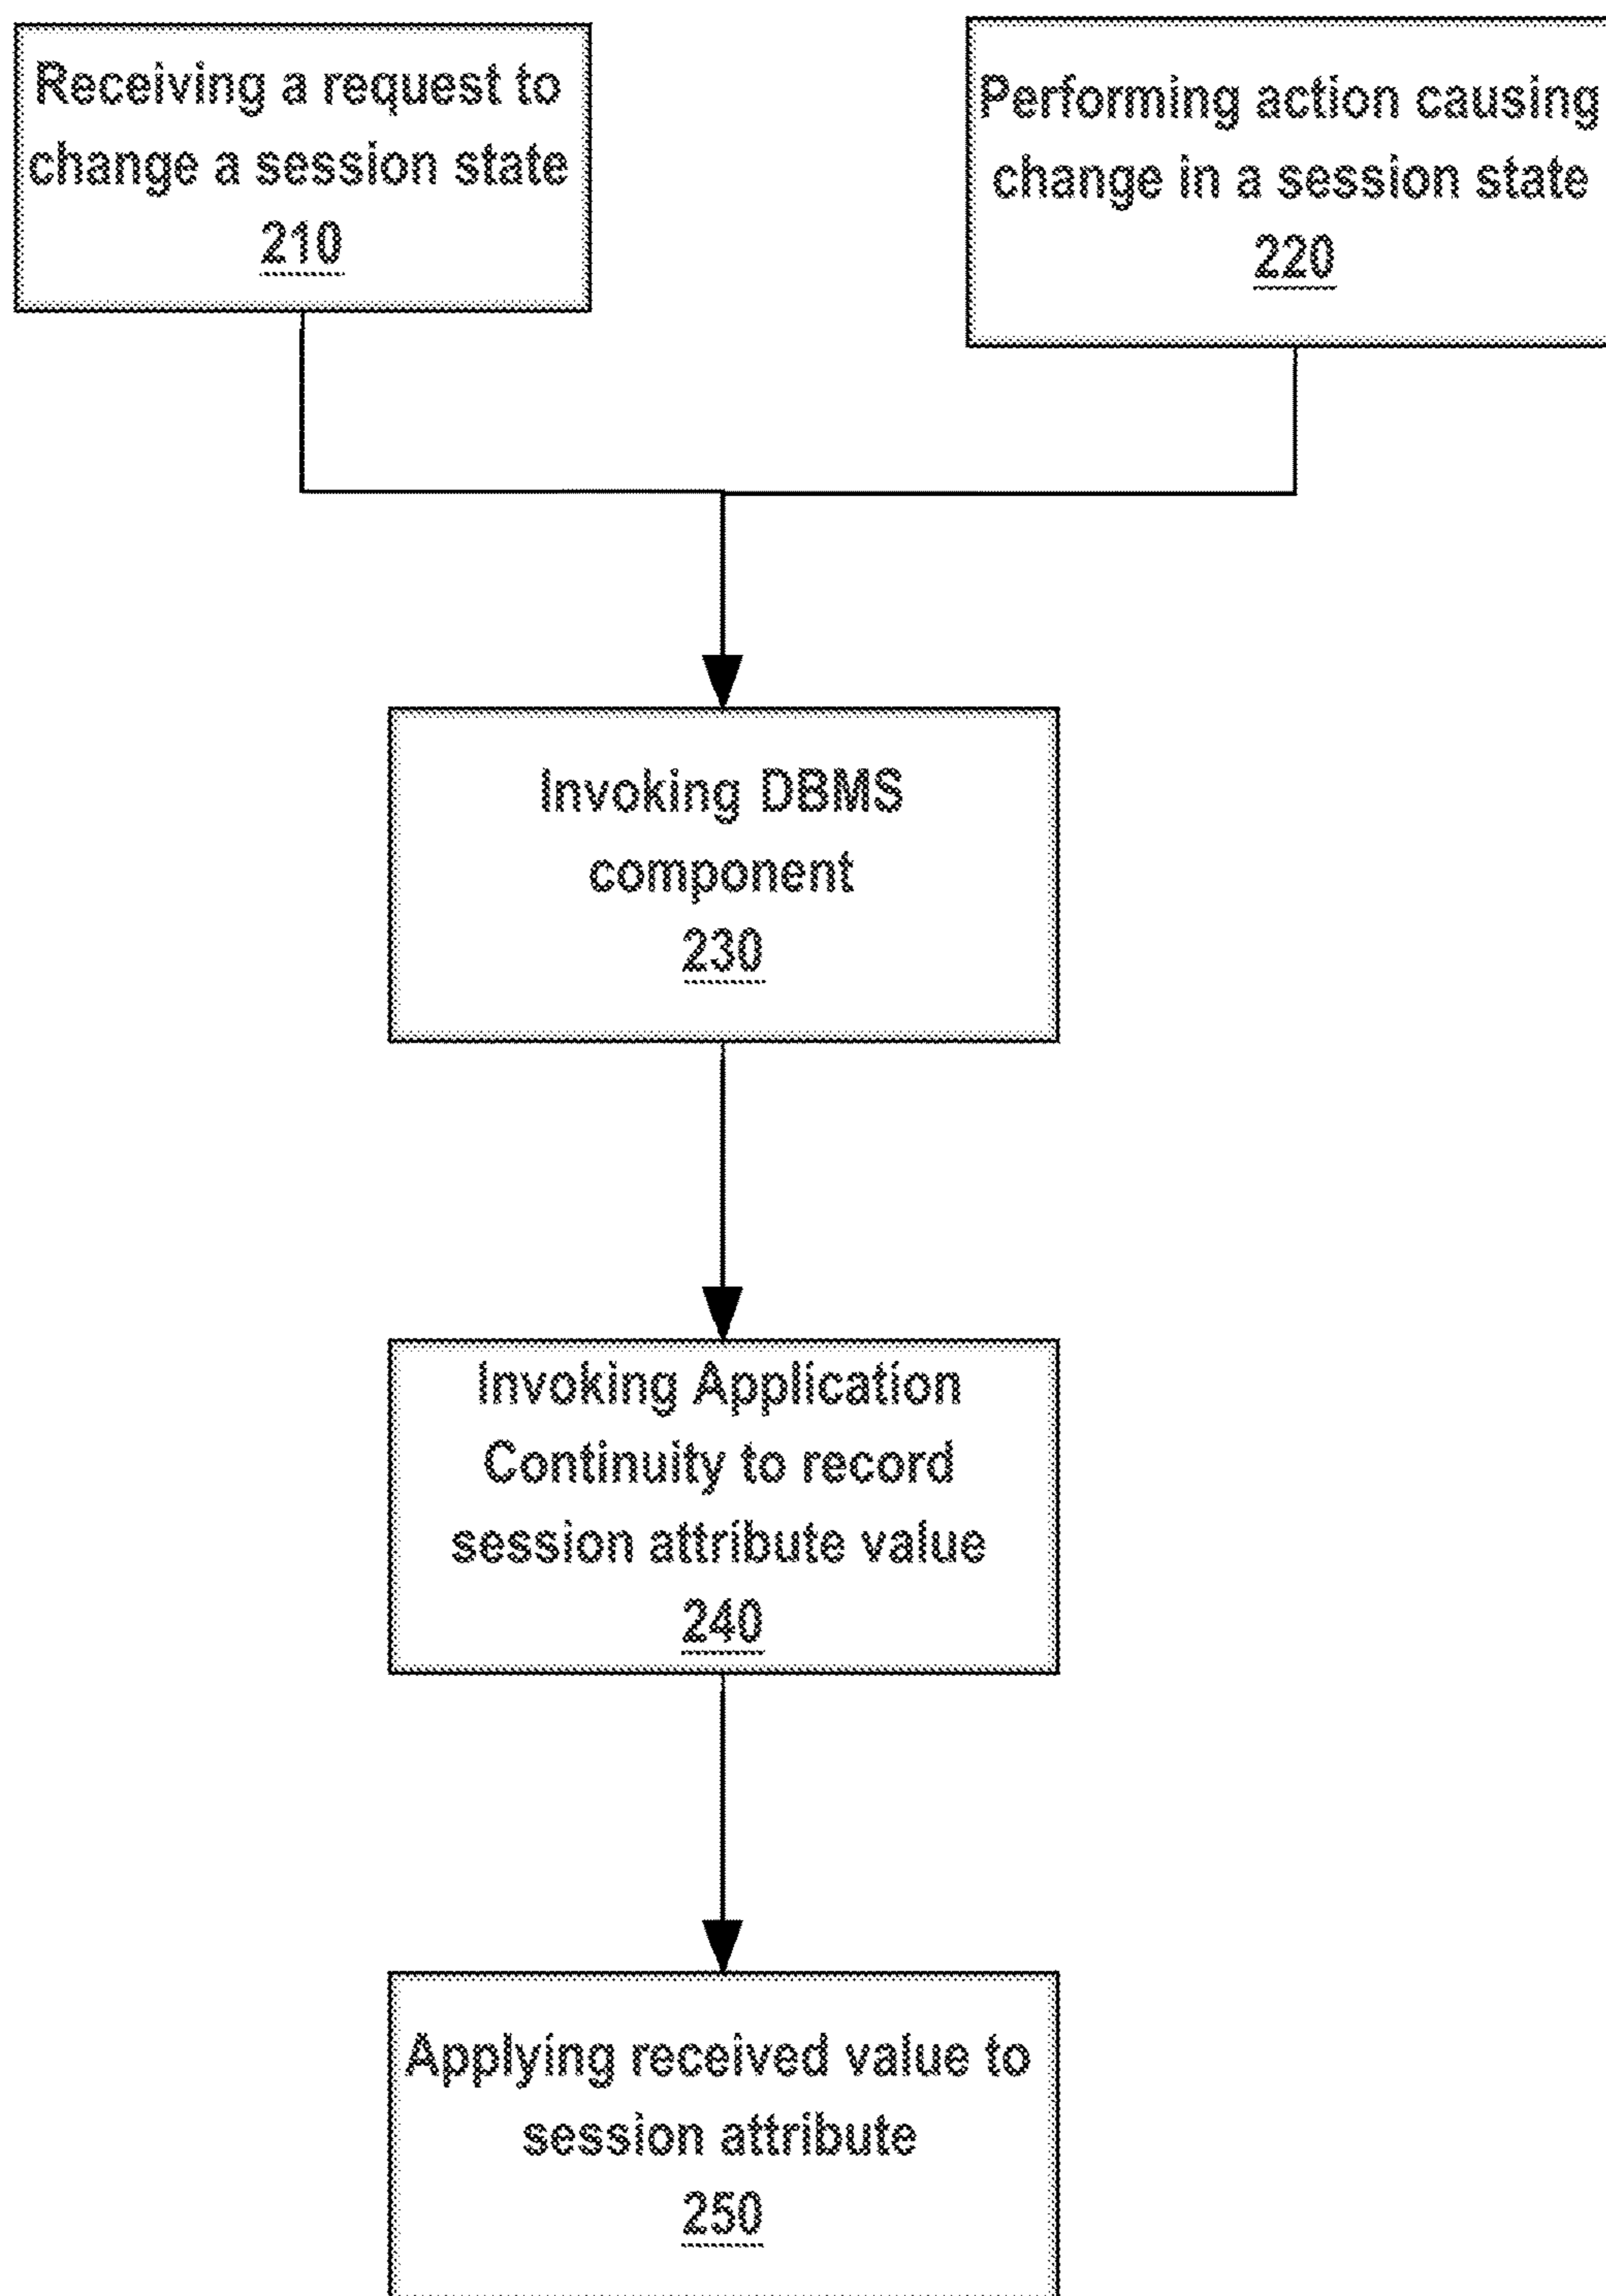 Receiving a request to
change a session state
210
Performing action causing
change in a session state
220
Invoking DBMS
component
230
Invoking Application
Continuity to record
session attribute value
240
Applying received value to
session attribute
250